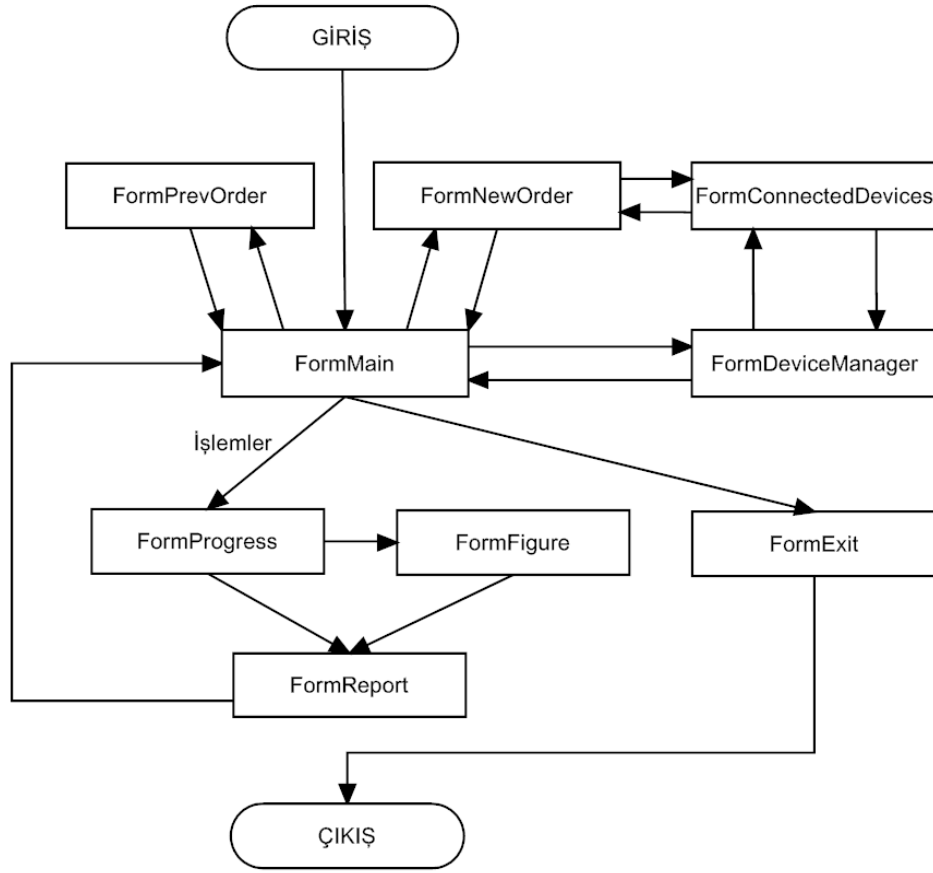 GİRİŞ
FormPrevOrder
FormNewOrder
FormConnectedDevices
FormMain
FormDeviceManager
İşlemler
FormProgress
FormFigure
FormExit
FormReport
ÇIKIŞ